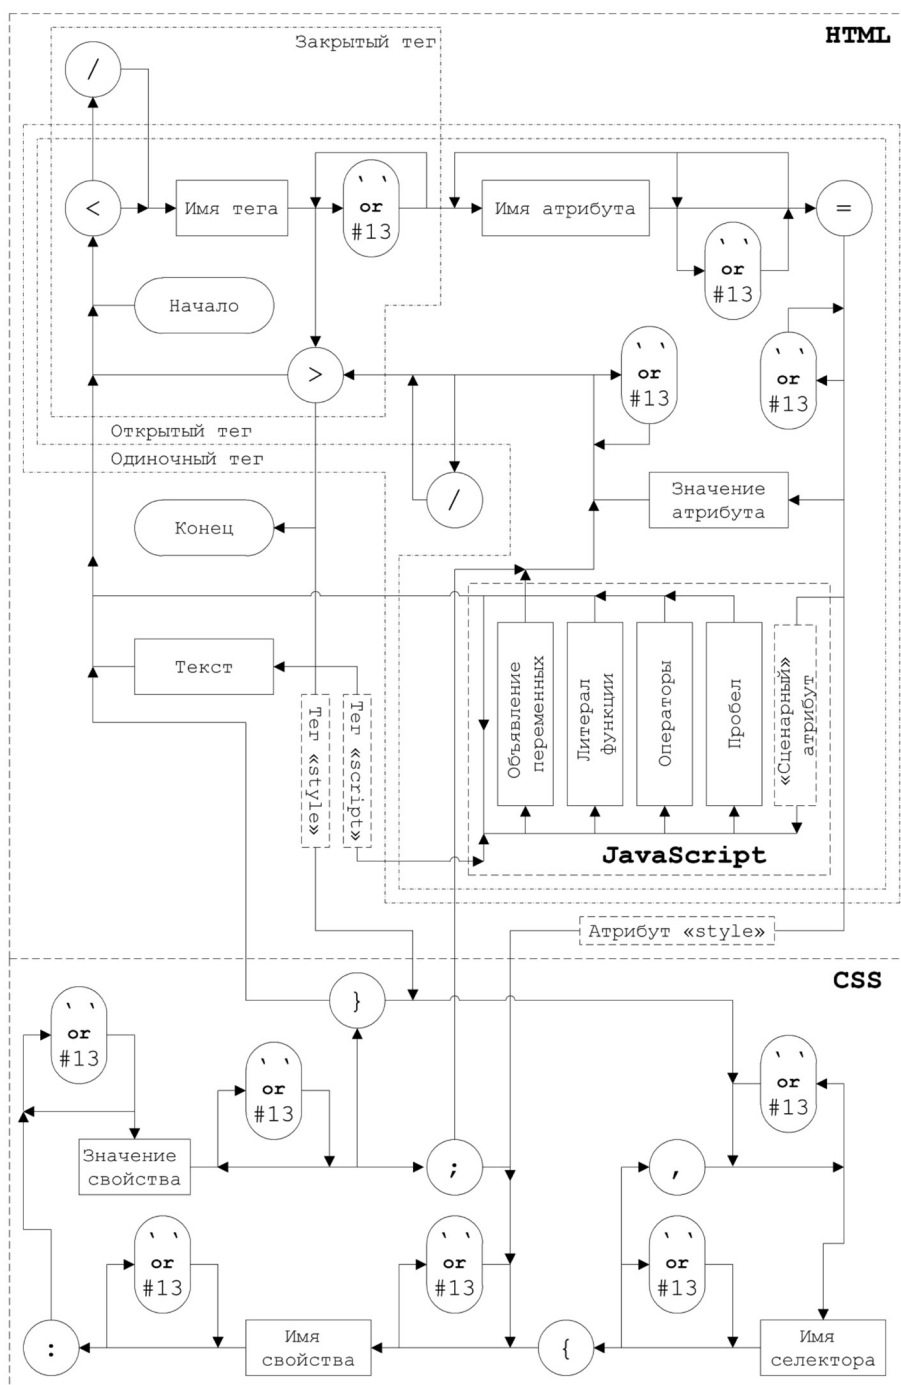 HTML
Закрытый тег
/
<
Имя тега
' '
or
#13
Имя атрибута
=
' '
or
#13
Начало
>
' '
or
#13
' '
or
#13
Открытый тег
Одиночный тег
/
Значение
атрибута
Конец
Текст
Тег «style»
Тег «script»
Объявление
переменных
Литерал
функции
Операторы
Пробел
«Сценарный»
атрибут
JavaScript
Атрибут «style»
CSS
}
' '
or
#13
' '
or
#13
' '
or
#13
Значение
свойства
;
,
' '
or
#13
' '
or
#13
' '
or
#13
:
Имя
свойства
{
Имя
селектора